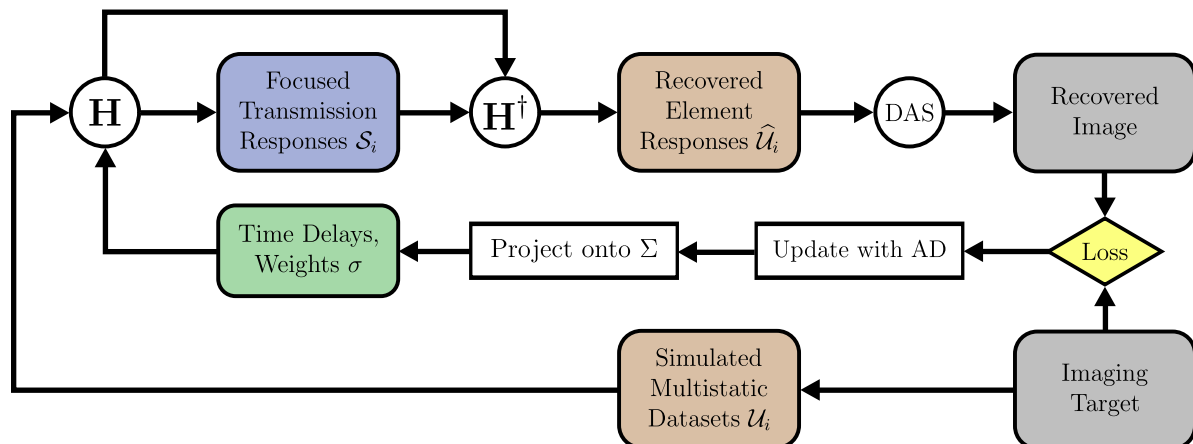 H
Focused
Transmission
Responses 𝒮ᵢ
H†
Recovered
Element
Responses 𝒰̂ᵢ
DAS
Recovered
Image
Time Delays,
Weights σ
Project onto Σ
Update with AD
Loss
Simulated
Multistatic
Datasets 𝒰ᵢ
Imaging
Target